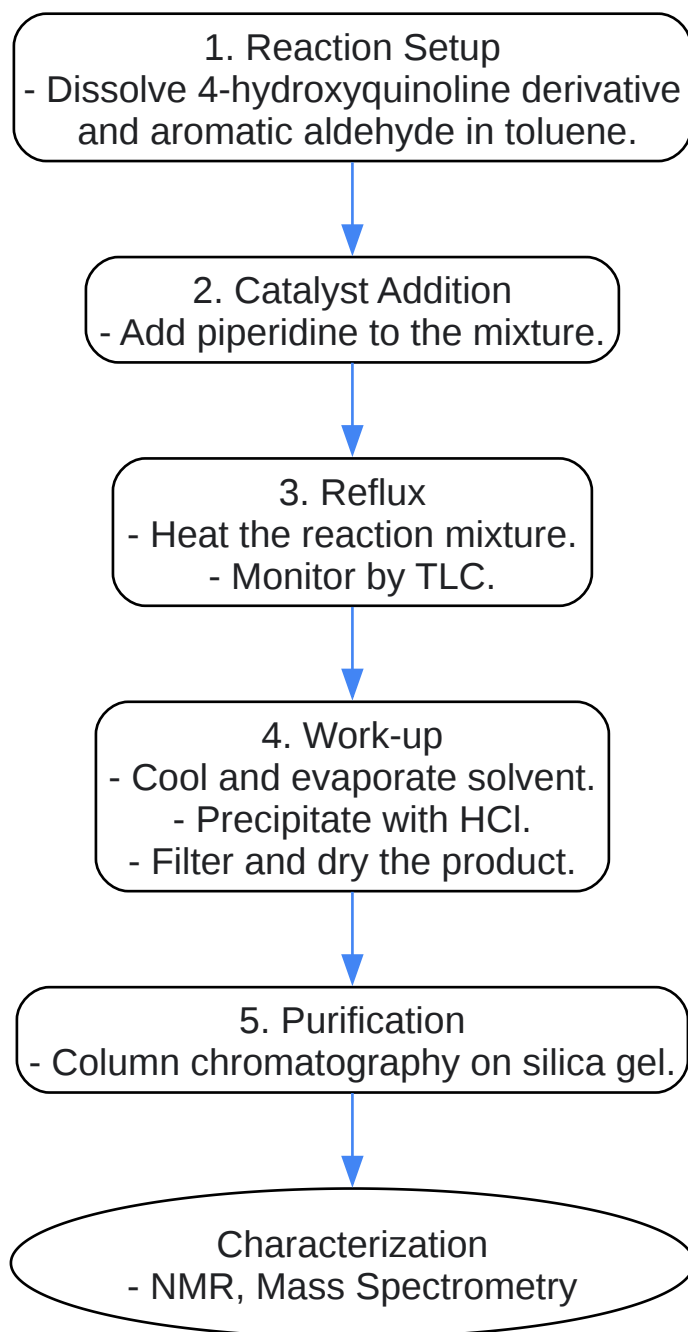 1. Reaction Setup
- Dissolve 4-hydroxyquinoline derivative
and aromatic aldehyde in toluene.
2. Catalyst Addition
- Add piperidine to the mixture.
3. Reflux
- Heat the reaction mixture.
- Monitor by TLC.
4. Work-up
- Cool and evaporate solvent.
- Precipitate with HCl.
- Filter and dry the product.
5. Purification
- Column chromatography on silica gel.
Characterization
- NMR, Mass Spectrometry